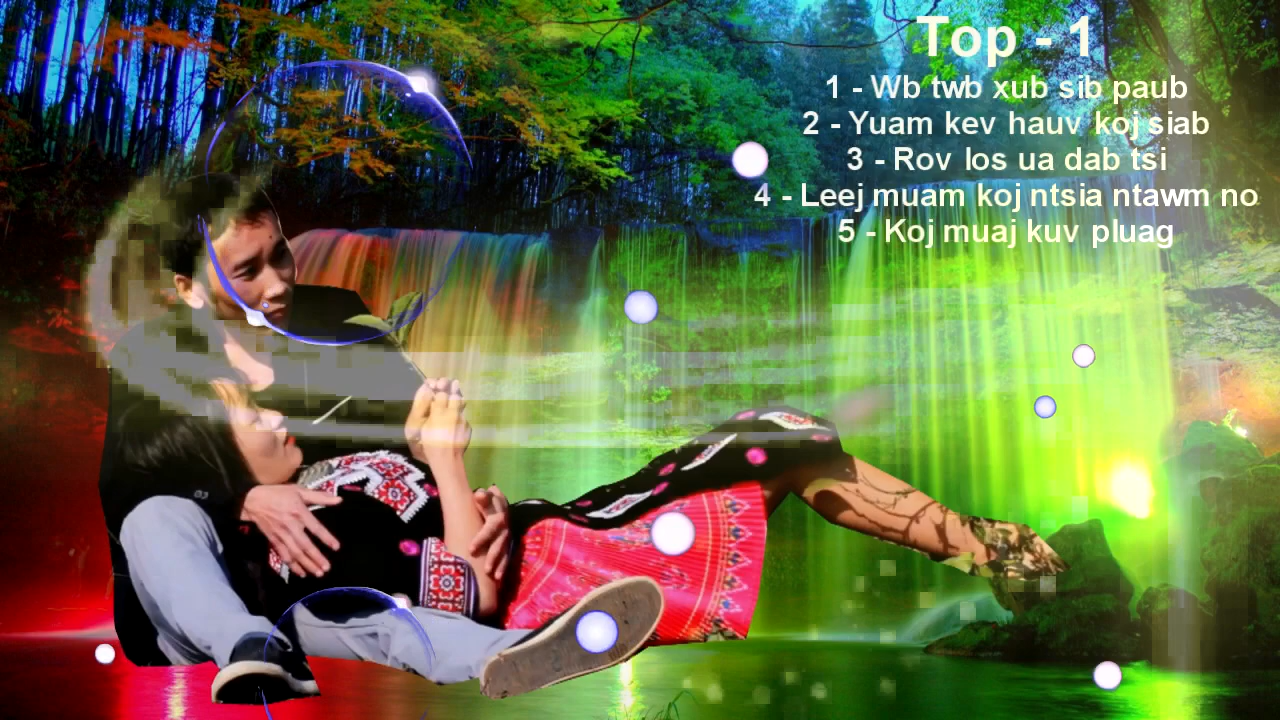 Top - 1
1 - Wb twb xub sib paub
2 - Yuam kev hauv koj siab
3 - Rov los ua dab tsi
4 - Leej muam koj ntsia ntawm no
5 - Koj muaj kuv pluag